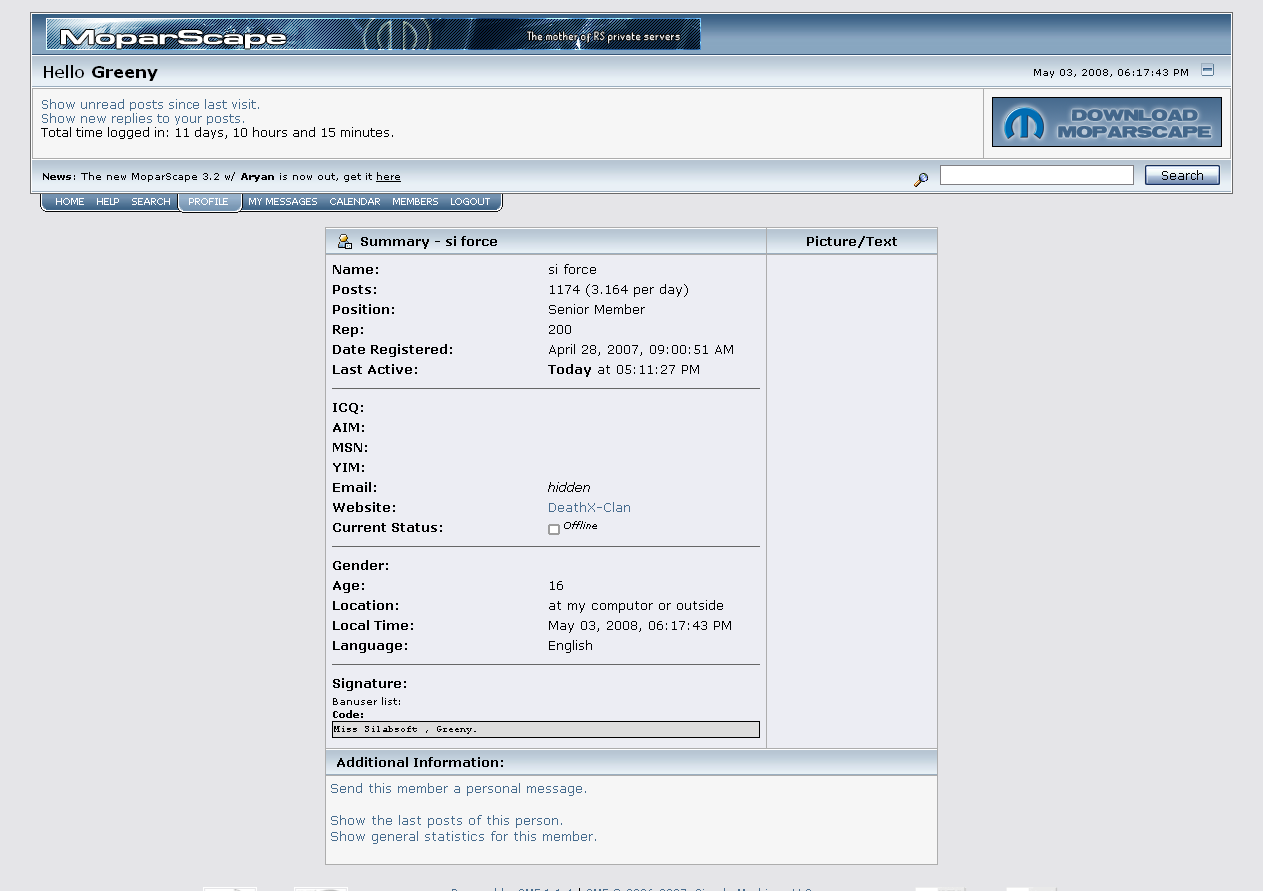 MoparScape
The mother of RS private servers
Hello Greeny
May 03, 2008, 06:17:43 PM
Show unread posts since last visit.
Show new replies to your posts.
Total time logged in: 11 days, 10 hours and 15 minutes.
DOWNLOAD
MOPARSCAPE
News: The new MoparScape 3.2 w/ Aryan is now out, get it here
Search
HOME HELP SEARCH PROFILE MY MESSAGES CALENDAR MEMBERS LOGOUT
Summary - si force
Picture/Text
Name: si force
Posts: 1174 (3.164 per day)
Position: Senior Member
Rep: 200
Date Registered: April 28, 2007, 09:00:51 AM
Last Active: Today at 05:11:27 PM
ICQ:
AIM:
MSN:
YIM:
Email: hidden
Website: DeathX-Clan
Current Status: Offline
Gender:
Age: 16
Location: at my computor or outside
Local Time: May 03, 2008, 06:17:43 PM
Language: English
Signature:
Banuser list:
Code:
Miss Silabsoft , Greeny.
Additional Information:
Send this member a personal message.
Show the last posts of this person.
Show general statistics for this member.